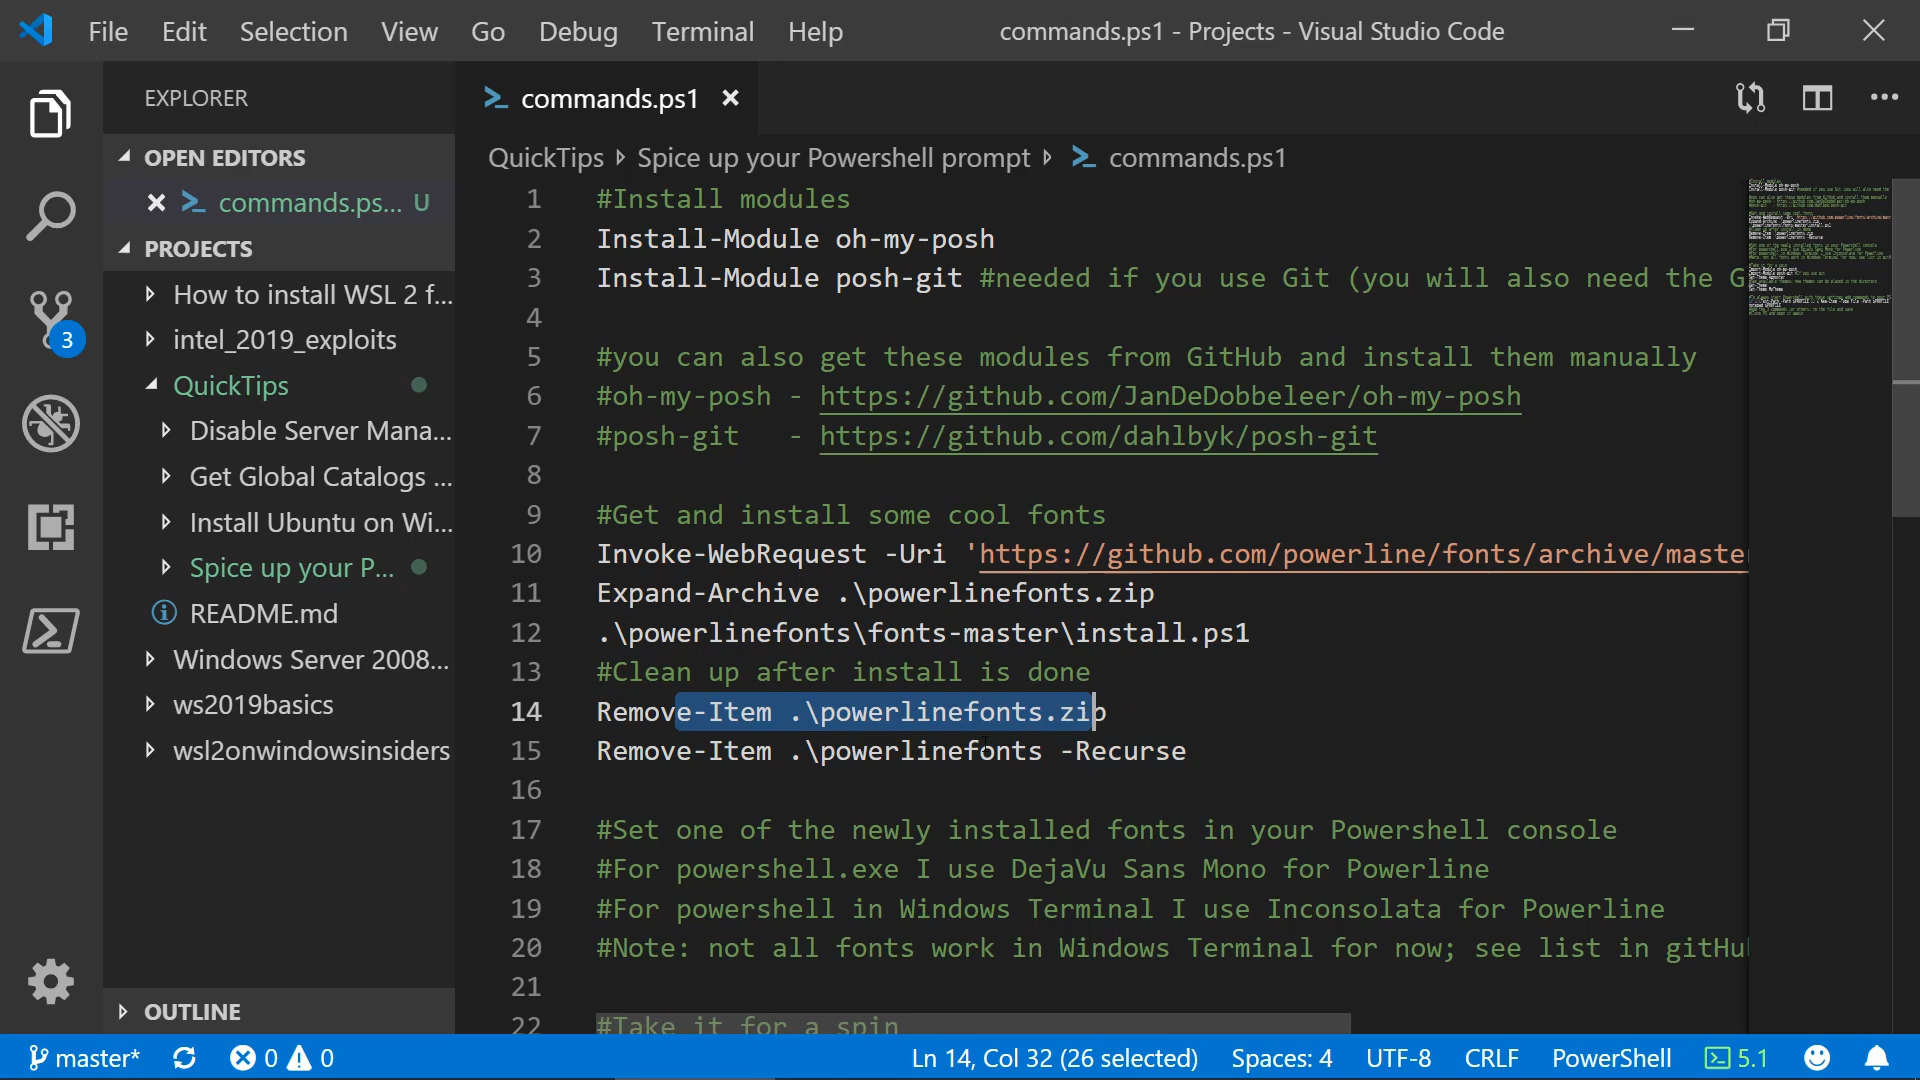 File Edit Selection View Go Debug Terminal Help
commands.ps1 - Projects - Visual Studio Code
EXPLORER
OPEN EDITORS
commands.ps... U
PROJECTS
How to install WSL 2 f...
intel_2019_exploits
QuickTips
Disable Server Mana...
Get Global Catalogs ...
Install Ubuntu on Wi...
Spice up your P...
README.md
Windows Server 2008...
ws2019basics
wsl2onwindowsinsiders
OUTLINE
3
commands.ps1
QuickTips Spice up your Powershell prompt commands.ps1
1 #Install modules
2 Install-Module oh-my-posh
3 Install-Module posh-git #needed if you use Git (you will also need the G
4
5 #you can also get these modules from GitHub and install them manually
6 #oh-my-posh - https://github.com/JanDeDobbeleer/oh-my-posh
7 #posh-git   - https://github.com/dahlbyk/posh-git
8
9 #Get and install some cool fonts
10 Invoke-WebRequest -Uri 'https://github.com/powerline/fonts/archive/master
11 Expand-Archive .\powerlinefonts.zip
12 .\powerlinefonts\fonts-master\install.ps1
13 #Clean up after install is done
14 Remove-Item .\powerlinefonts.zip
15 Remove-Item .\powerlinefonts -Recurse
16
17 #Set one of the newly installed fonts in your Powershell console
18 #For powershell.exe I use DejaVu Sans Mono for Powerline
19 #For powershell in Windows Terminal I use Inconsolata for Powerline
20 #Note: not all fonts work in Windows Terminal for now; see list in gitHu
21
22 #Take it for a spin
master* 0 0
Ln 14, Col 32 (26 selected) Spaces: 4 UTF-8 CRLF PowerShell 5.1